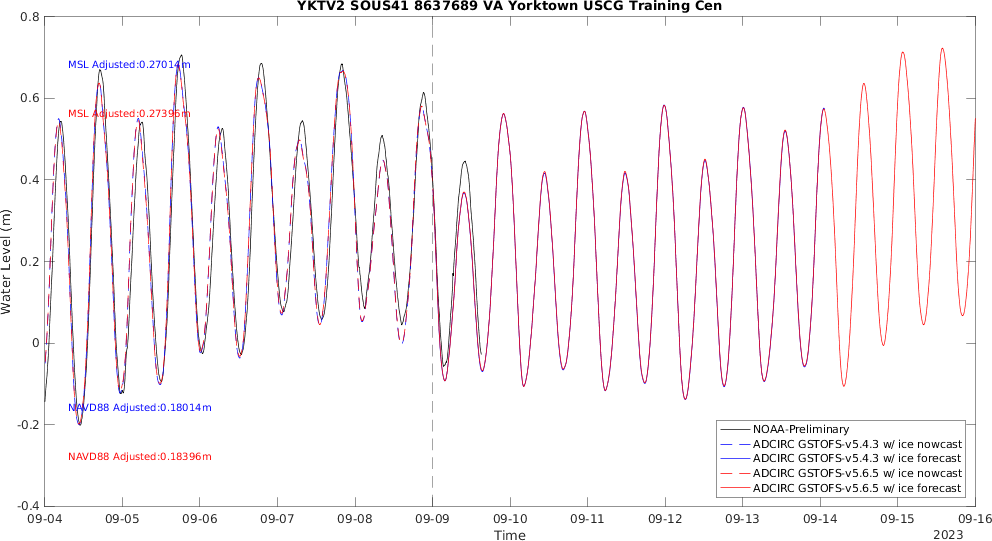 YKTV2 SOUS41 8637689 VA Yorktown USCG Training Cen
0.8
0.6
0.4
0.2
0
-0.2
-0.4
Water Level (m)
MSL Adjusted:0.27014m
MSL Adjusted:0.27396m
NAVD88 Adjusted:0.18014m
NAVD88 Adjusted:0.18396m
NOAA-Preliminary
ADCIRC GSTOFS-v5.4.3 w/ ice nowcast
ADCIRC GSTOFS-v5.4.3 w/ ice forecast
ADCIRC GSTOFS-v5.6.5 w/ ice nowcast
ADCIRC GSTOFS-v5.6.5 w/ ice forecast
09-04 09-05 09-06 09-07 09-08 09-09 09-10 09-11 09-12 09-13 09-14 09-15 09-16
Time
2023